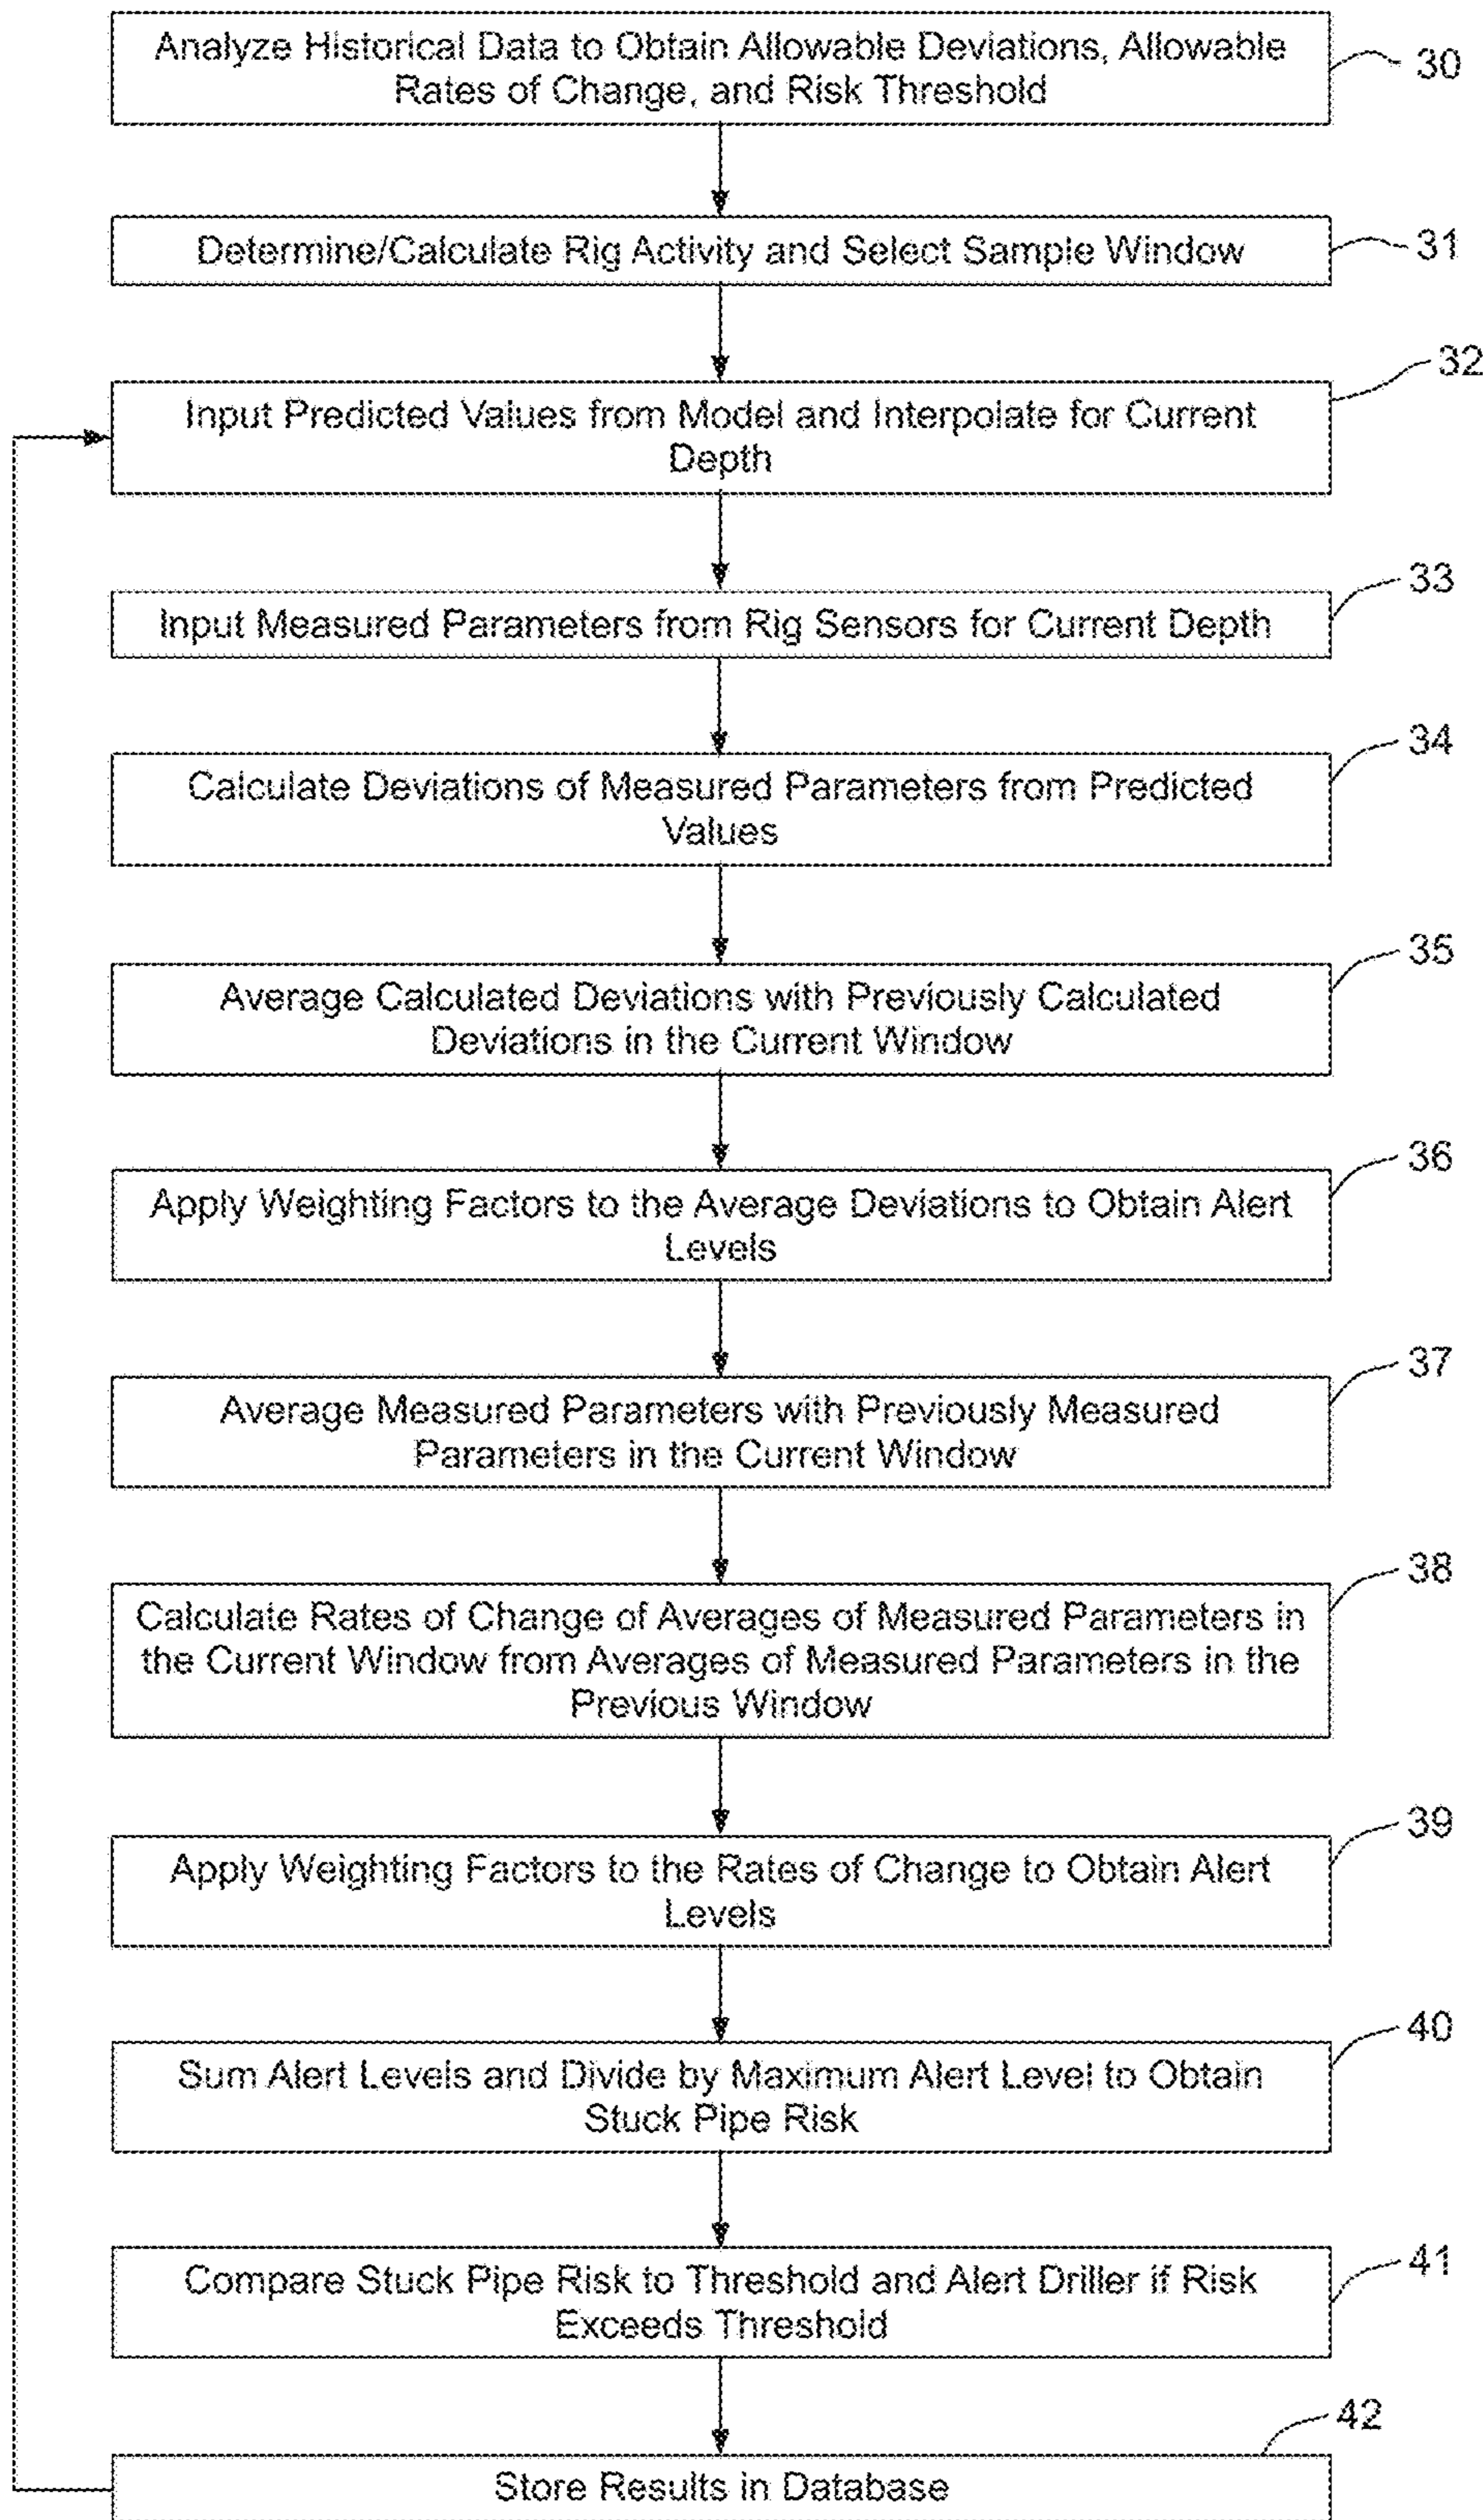 Analyze Historical Data to Obtain Allowable Deviations, Allowable
Rates of Change, and Risk Threshold
30
Determine/Calculate Rig Activity and Select Sample Window
31
32
Input Predicted Values from Model and Interpolate for Current
Depth
33
Input Measured Parameters from Rig Sensors for Current Depth
34
Calculate Deviations of Measured Parameters from Predicted
Values
35
Average Calculated Deviations with Previously Calculated
Deviations in the Current Window
36
Apply Weighting Factors to the Average Deviations to Obtain Alert
Levels
37
Average Measured Parameters with Previously Measured
Parameters in the Current Window
38
Calculate Rates of Change of Averages of Measured Parameters in
the Current Window from Averages of Measured Parameters in the
Previous Window
39
Apply Weighting Factors to the Rates of Change to Obtain Alert
Levels
40
Sum Alert Levels and Divide by Maximum Alert Level to Obtain
Stuck Pipe Risk
41
Compare Stuck Pipe Risk to Threshold and Alert Driller if Risk
Exceeds Threshold
42
Store Results in Database